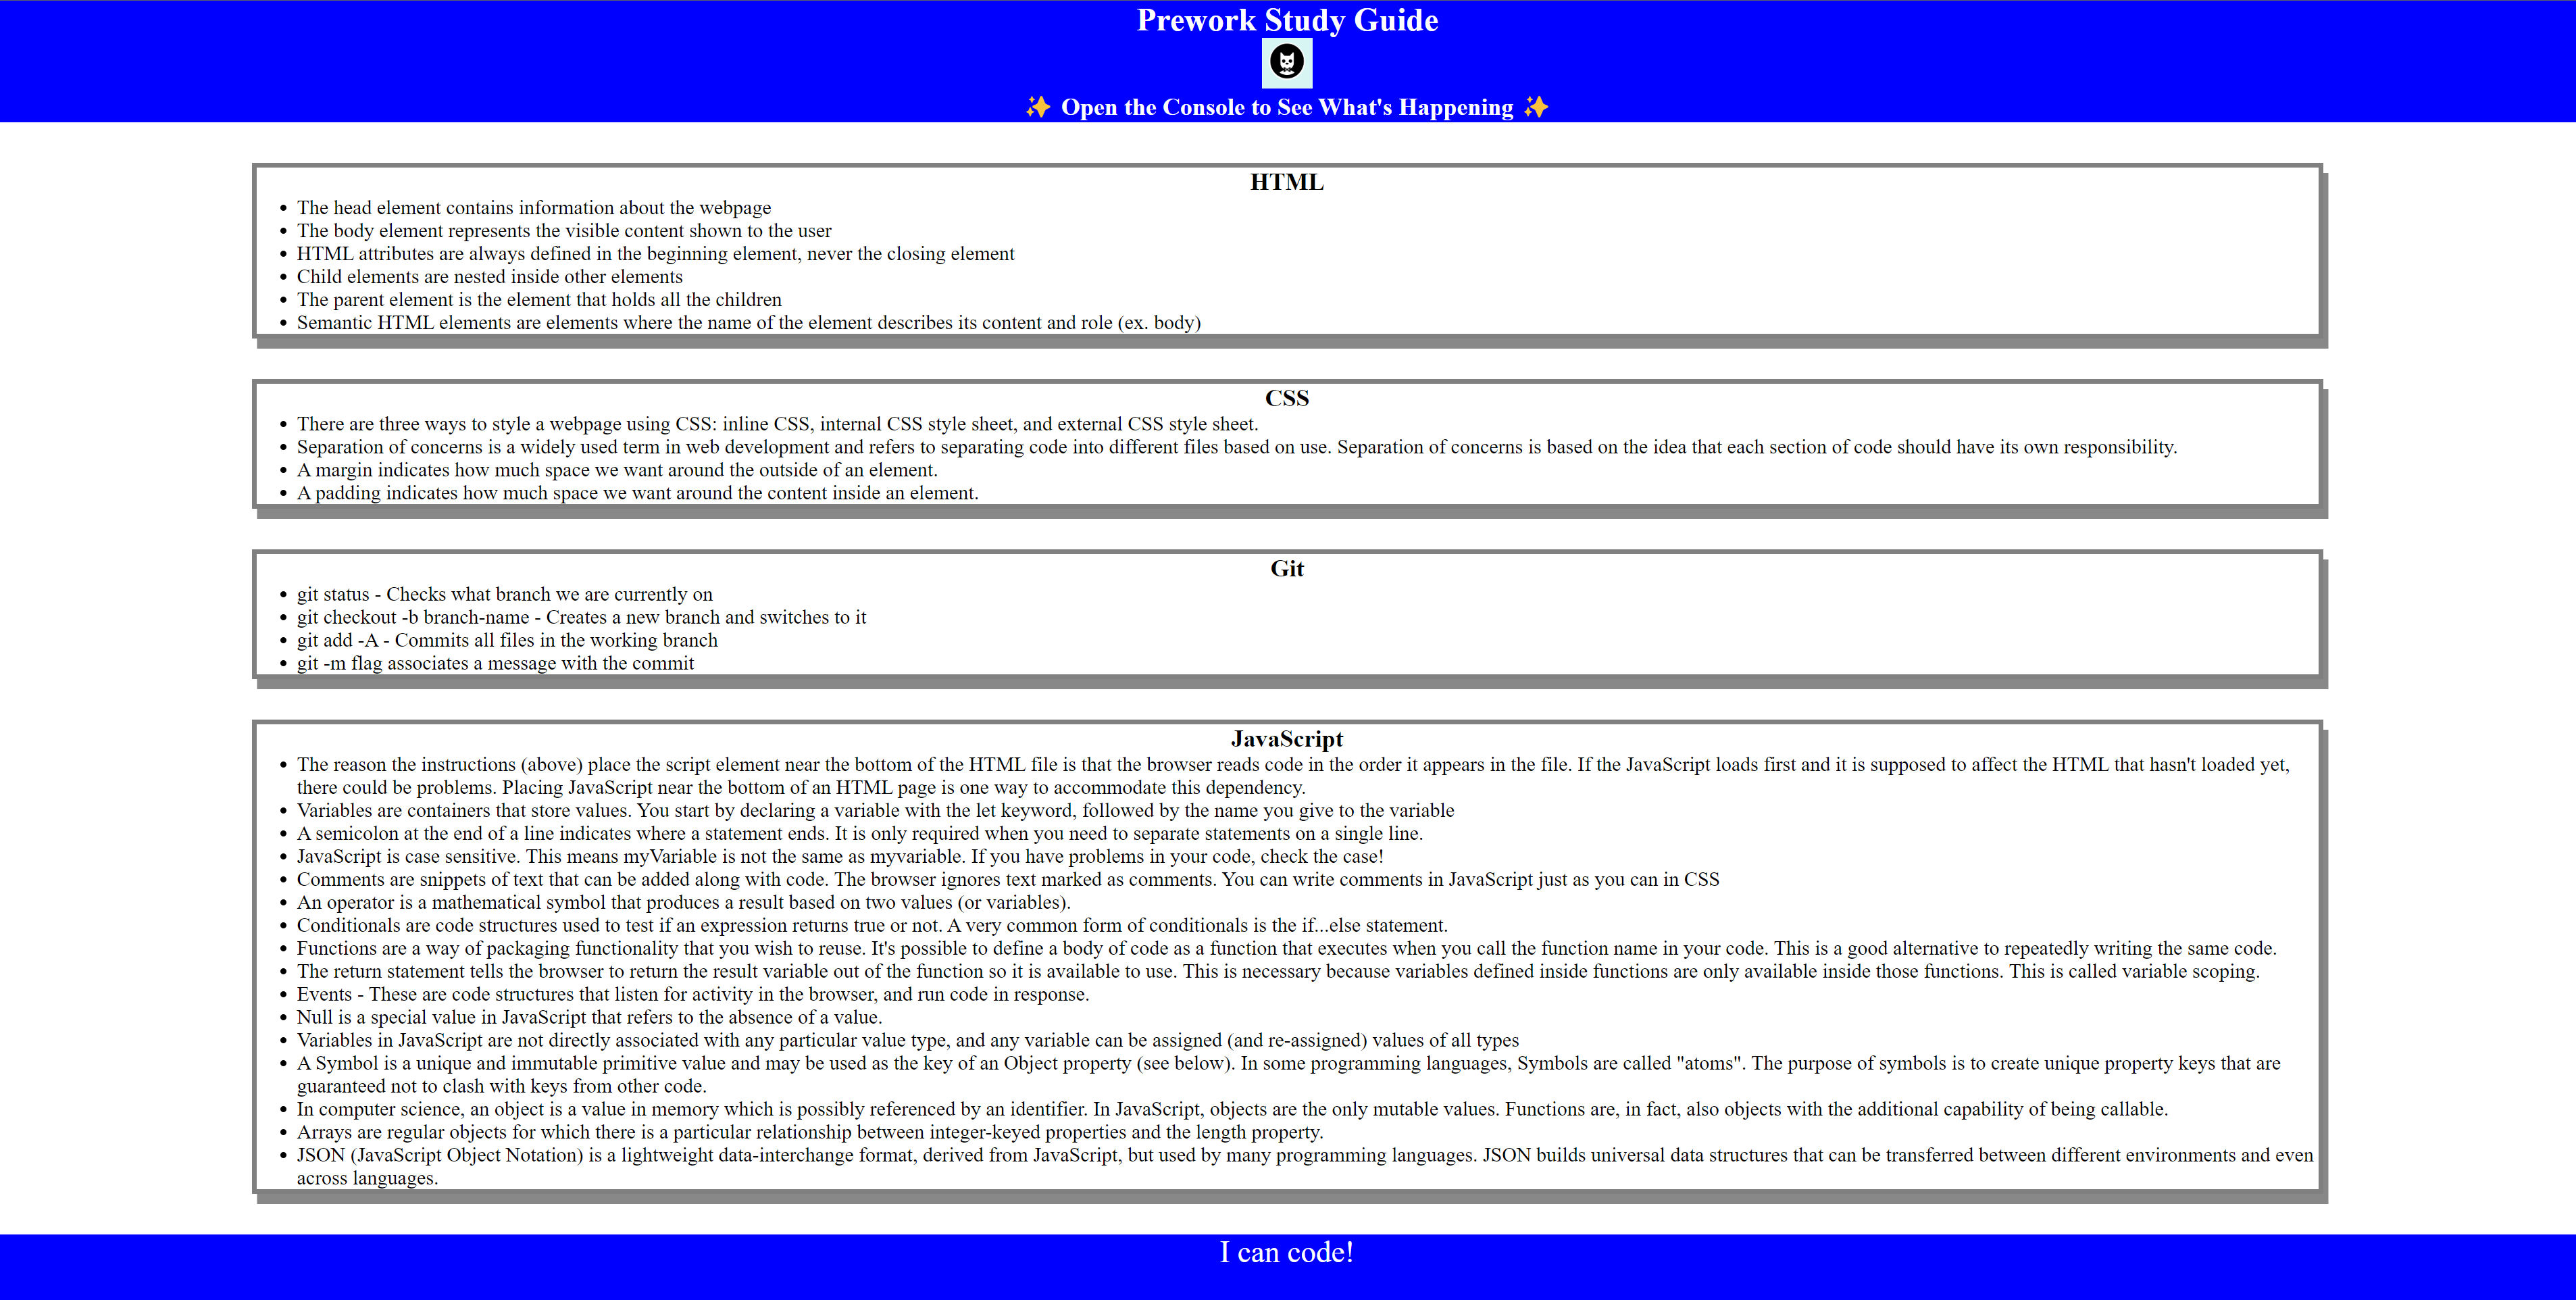 Prework Study Guide
✨ Open the Console to See What's Happening ✨
HTML
• The head element contains information about the webpage
• The body element represents the visible content shown to the user
• HTML attributes are always defined in the beginning element, never the closing element
• Child elements are nested inside other elements
• The parent element is the element that holds all the children
• Semantic HTML elements are elements where the name of the element describes its content and role (ex. body)
CSS
• There are three ways to style a webpage using CSS: inline CSS, internal CSS style sheet, and external CSS style sheet.
• Separation of concerns is a widely used term in web development and refers to separating code into different files based on use. Separation of concerns is based on the idea that each section of code should have its own responsibility.
• A margin indicates how much space we want around the outside of an element.
• A padding indicates how much space we want around the content inside an element.
Git
• git status - Checks what branch we are currently on
• git checkout -b branch-name - Creates a new branch and switches to it
• git add -A - Commits all files in the working branch
• git -m flag associates a message with the commit
JavaScript
• The reason the instructions (above) place the script element near the bottom of the HTML file is that the browser reads code in the order it appears in the file. If the JavaScript loads first and it is supposed to affect the HTML that hasn't loaded yet,
there could be problems. Placing JavaScript near the bottom of an HTML page is one way to accommodate this dependency.
• Variables are containers that store values. You start by declaring a variable with the let keyword, followed by the name you give to the variable
• A semicolon at the end of a line indicates where a statement ends. It is only required when you need to separate statements on a single line.
• JavaScript is case sensitive. This means myVariable is not the same as myvariable. If you have problems in your code, check the case!
• Comments are snippets of text that can be added along with code. The browser ignores text marked as comments. You can write comments in JavaScript just as you can in CSS
• An operator is a mathematical symbol that produces a result based on two values (or variables).
• Conditionals are code structures used to test if an expression returns true or not. A very common form of conditionals is the if...else statement.
• Functions are a way of packaging functionality that you wish to reuse. It's possible to define a body of code as a function that executes when you call the function name in your code. This is a good alternative to repeatedly writing the same code.
• The return statement tells the browser to return the result variable out of the function so it is available to use. This is necessary because variables defined inside functions are only available inside those functions. This is called variable scoping.
• Events - These are code structures that listen for activity in the browser, and run code in response.
• Null is a special value in JavaScript that refers to the absence of a value.
• Variables in JavaScript are not directly associated with any particular value type, and any variable can be assigned (and re-assigned) values of all types
• A Symbol is a unique and immutable primitive value and may be used as the key of an Object property (see below). In some programming languages, Symbols are called "atoms". The purpose of symbols is to create unique property keys that are
guaranteed not to clash with keys from other code.
• In computer science, an object is a value in memory which is possibly referenced by an identifier. In JavaScript, objects are the only mutable values. Functions are, in fact, also objects with the additional capability of being callable.
• Arrays are regular objects for which there is a particular relationship between integer-keyed properties and the length property.
• JSON (JavaScript Object Notation) is a lightweight data-interchange format, derived from JavaScript, but used by many programming languages. JSON builds universal data structures that can be transferred between different environments and even
across languages.
I can code!